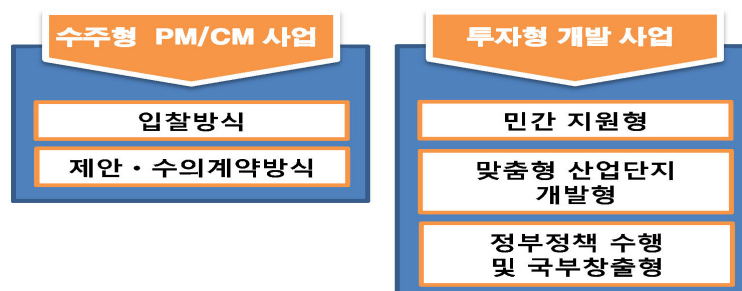 수주형 PM/CM 사업
입찰방식
제안・수의계약방식
투자형 개발 사업
민간 지원형
맞춤형 산업단지
개발형
정부정책 수행
및 국부창출형